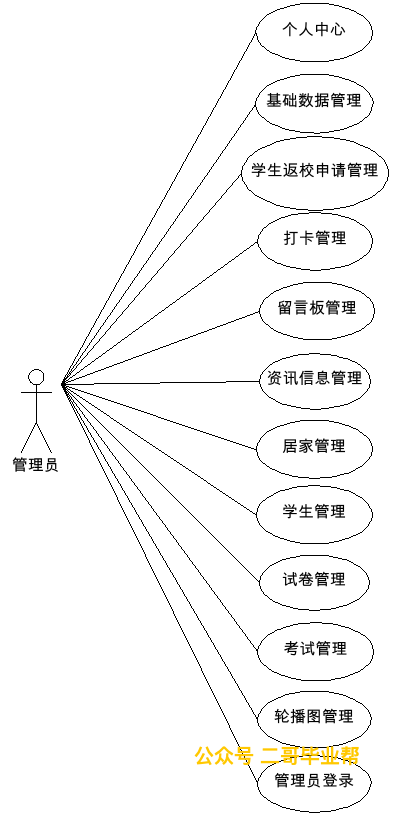 个人中心
基础数据管理
学生返校申请管理
打卡管理
留言板管理
资讯信息管理
居家管理
管理员
学生管理
试卷管理
考试管理
轮播图管理
公众号 二哥毕业帮
管理员登录